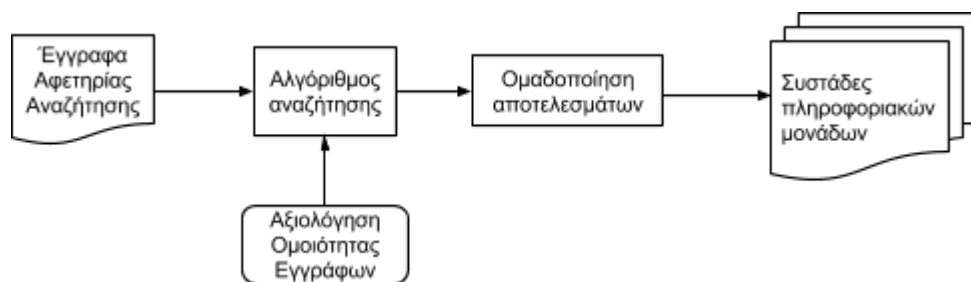 Έγγραφα
Αφετηρίας
Αναζήτησης
Αλγόριθμος
αναζήτησης
Ομαδοποίηση
αποτελεσμάτων
Συστάδες
πληροφοριακών
μονάδων
Αξιολόγηση
Ομοιότητας
Εγγράφων